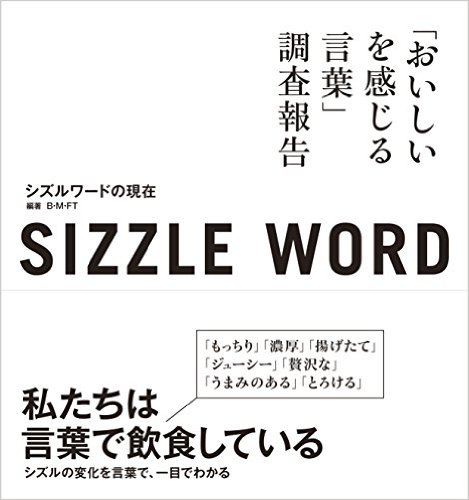 「おいしい
を感じる
言葉」
調査報告
シズルワードの現在
編著 B・M・FT
SIZZLE WORD
「もっちり」「濃厚」「揚げたて」
「ジューシー」「贅沢な」
「うまみのある」「とろける」
私たちは
言葉で飲食している
シズルの変化を言葉で、一目でわかる